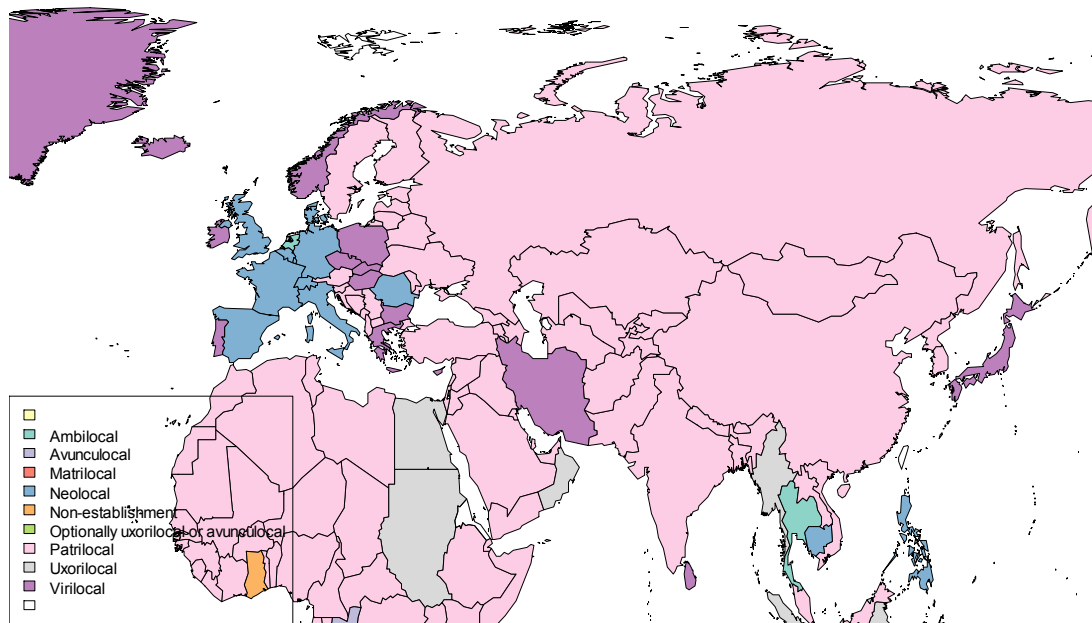 Ambilocal
Avunculocal
Matrilocal
Neolocal
Non-establishment
Optionally uxorilocal or avunculocal
Patrilocal
Uxorilocal
Virilocal